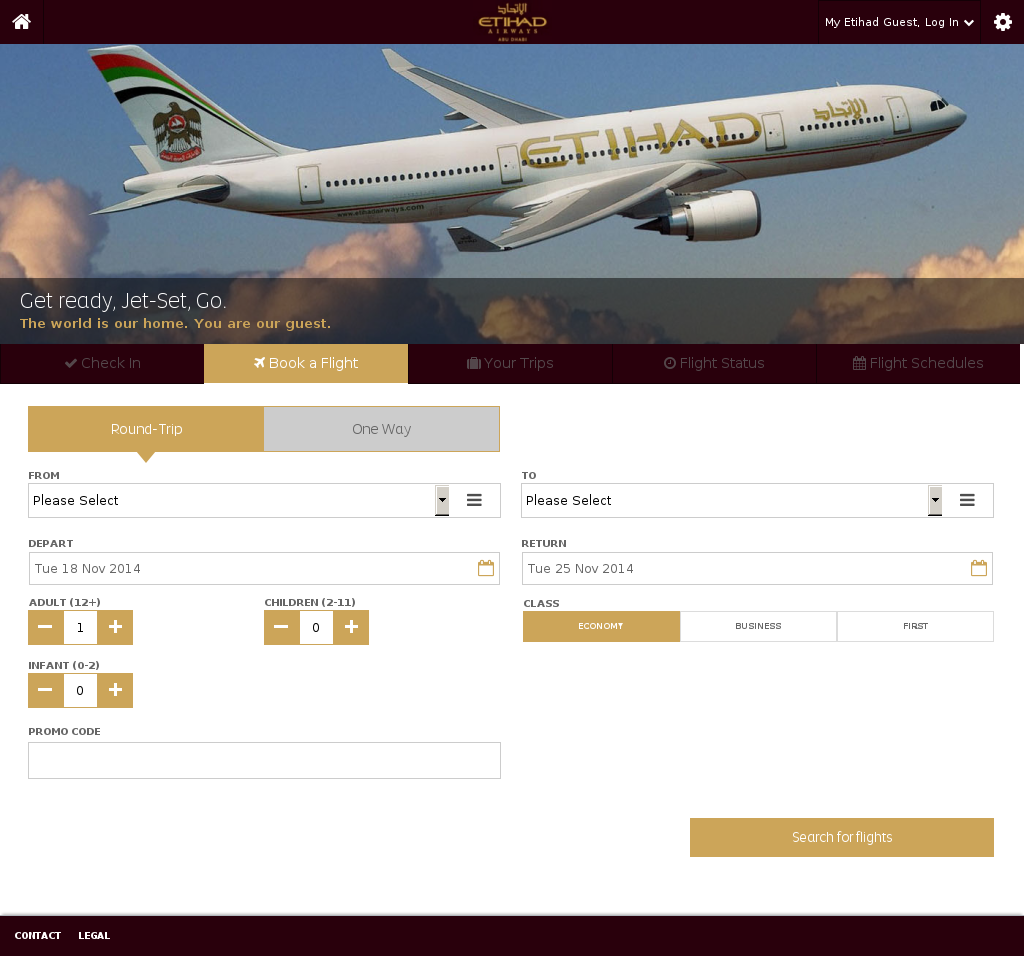 الإتحاد
ETIHAD
AIRWAYS
ABU DHABI
My Etihad Guest, Log In
الإتحاد
ETIHAD
www.etihadairways.com
Get ready, Jet-Set, Go.
The world is our home. You are our guest.
Check In
Book a Flight
Your Trips
Flight Status
Flight Schedules
Round-Trip
One Way
FROM
TO
Please Select
Please Select
DEPART
RETURN
Tue 18 Nov 2014
Tue 25 Nov 2014
ADULT (12+)
CHILDREN (2-11)
CLASS
1
0
ECONOMY
BUSINESS
FIRST
INFANT (0-2)
0
PROMO CODE
Search for flights
CONTACT
LEGAL